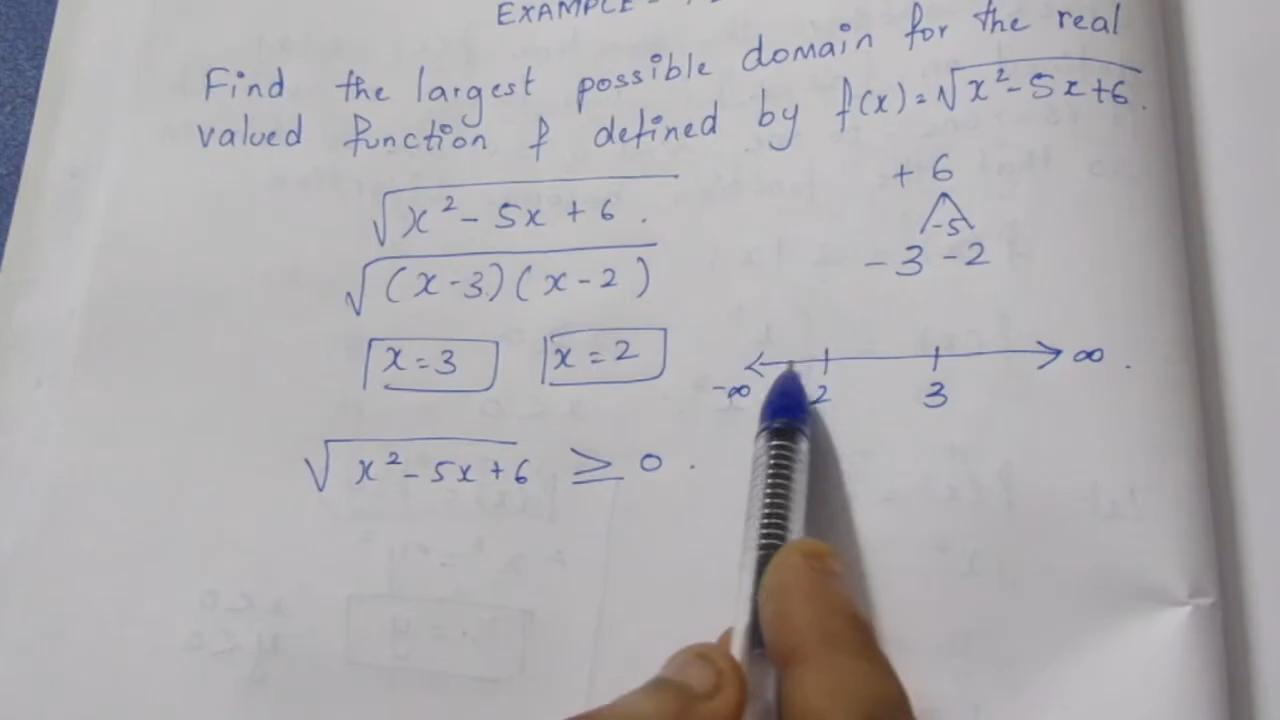 EXAMPLE -
Find the largest possible domain for the real
valued function f defined by f(x) = √x²-5x+6.
+ 6
√x² - 5x + 6 .
-5
√(x-3)(x-2)
-3 -2
x=3 x=2
-∞ 2 3 ∞ .
√x²-5x+6 ≥ 0 .